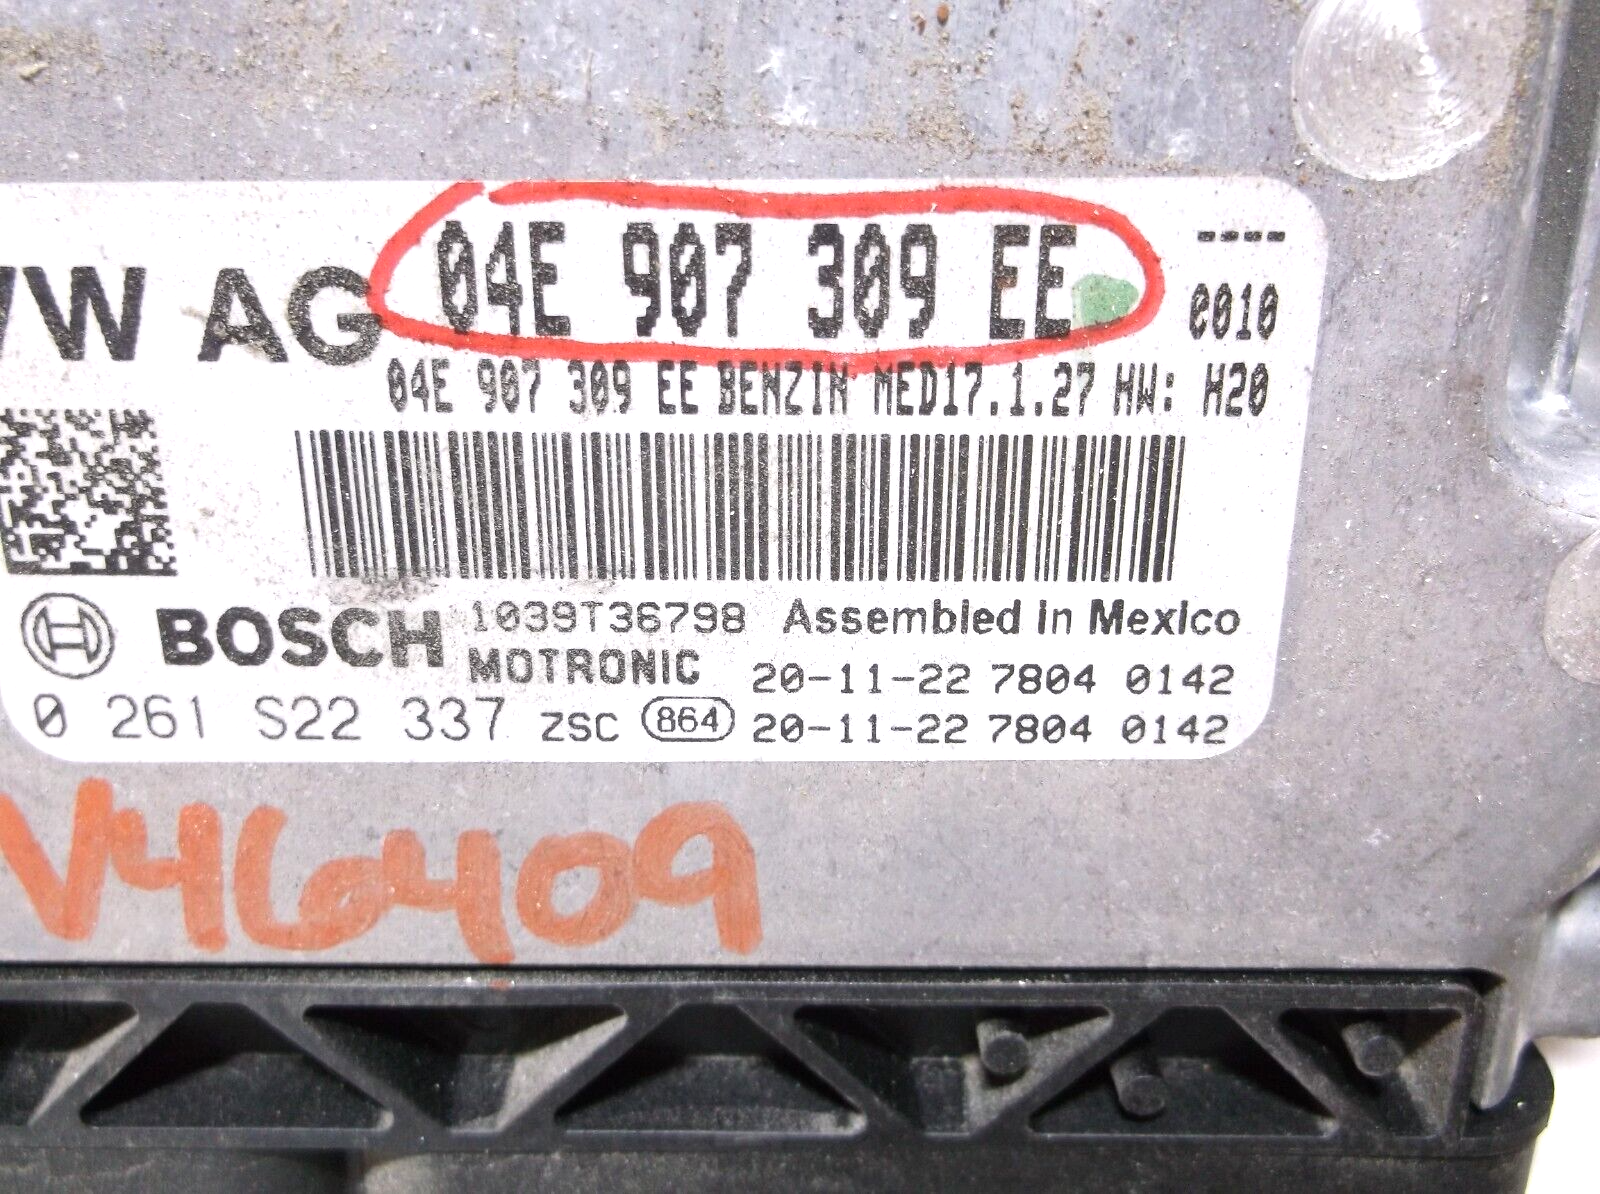 VW AG 04E 907 309 EE ----
0010
04E 907 309 EE BENZIN MED17.1.27 HW: H20
BOSCH 1039T36798 Assembled in Mexico
MOTRONIC 20-11-22 7804 0142
0 261 S22 337 ZSC 864 20-11-22 7804 0142
V46409